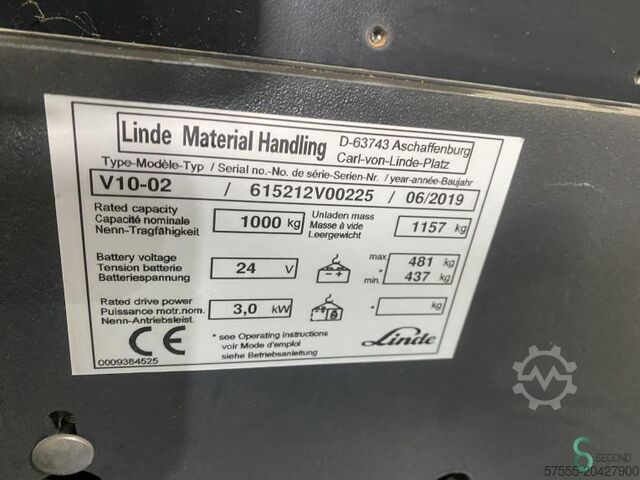 Linde Material Handling D-63743 Aschaffenburg
Carl-von-Linde-Platz
Type-Modèle-Typ / Serial no.-No. de série-Serien-Nr. / year-année-Baujahr
V10-02 / 615212V00225 / 06/2019
Rated capacity
Capacité nominale
Nenn-Tragfähigkeit
1000 kg
Unladen mass
Masse à vide
Leergewicht
1157 kg
Battery voltage
Tension batterie
Batteriespannung
24 V
- +
*
max. 481 kg
min. 437 kg
Rated drive power
Puissance motr.nom.
Nenn-Antriebsleist.
3,0 kW
* kg
CE
* see Operating instructions
voir Mode d'emploi
siehe Betriebsanleitung
Linde
0009384525
S SECOND
57555-20427900